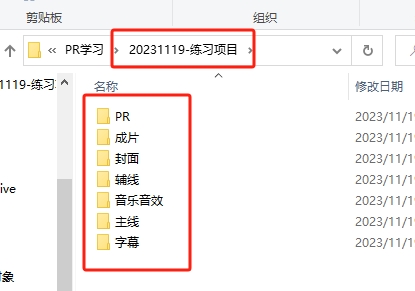 剪贴板 组织
« PR学习 > 20231119-练习项目 >
1119-练习 名称 修改日期
PR 2023/11/1
成片 2023/11/1
封面 2023/11/1
辅线 2023/11/1
ive 音乐音效 2023/11/1
主线 2023/11/1
字幕 2023/11/1
对象